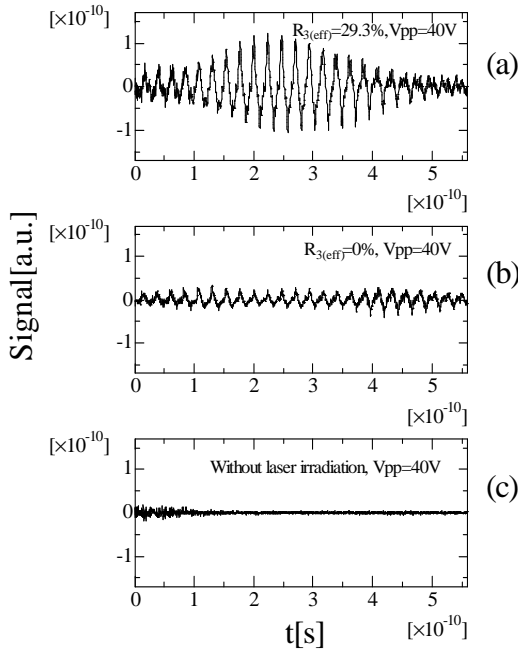 [×10⁻¹⁰]
R₃₍eff₎=29.3%,Vpp=40V
(a)
1
0
-1
0 1 2 3 4 5
[×10⁻¹⁰]
[×10⁻¹⁰]
R₃₍eff₎=0%, Vpp=40V
(b)
1
0
-1
0 1 2 3 4 5
[×10⁻¹⁰]
Signal[a.u.]
[×10⁻¹⁰]
Without laser irradiation, Vpp=40V
(c)
1
0
-1
0 1 2 3 4 5
t[s]
[×10⁻¹⁰]